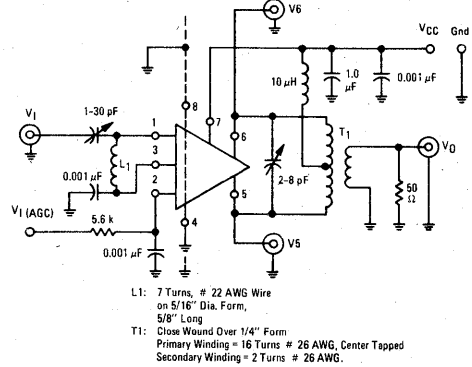 V6
VCC
Gnd
10 μH
1.0
μF
0.001 μF
VI
1-30 pF
8
7
1
3
2
6
5
4
L1
T1
VO
0.001 μF
2-8 pF
50
Ω
VI (AGC)
5.6 k
0.001 μF
V5
L1: 7 Turns, # 22 AWG Wire
on 5/16" Dia. Form,
5/8" Long
T1: Close Wound Over 1/4" Form
Primary Winding = 16 Turns # 26 AWG, Center Tapped
Secondary Winding = 2 Turns # 26 AWG.